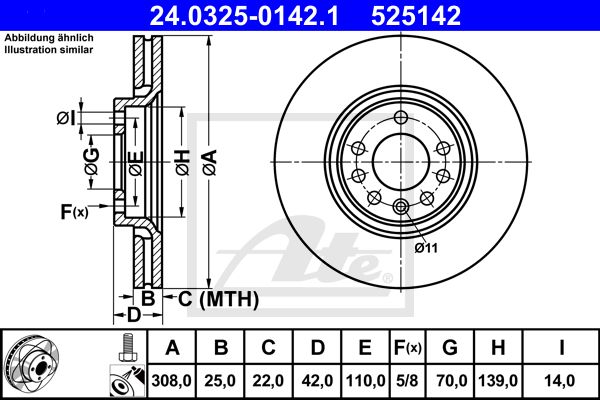 24.0325-0142.1 525142
Abbildung ähnlich
Illustration similar
ØI
ØG
ØE
ØH
ØA
F(x)
Ø11
B
C (MTH)
D
Ate
A B C D E F(x) G H I
308,0 25,0 22,0 42,0 110,0 5/8 70,0 139,0 14,0